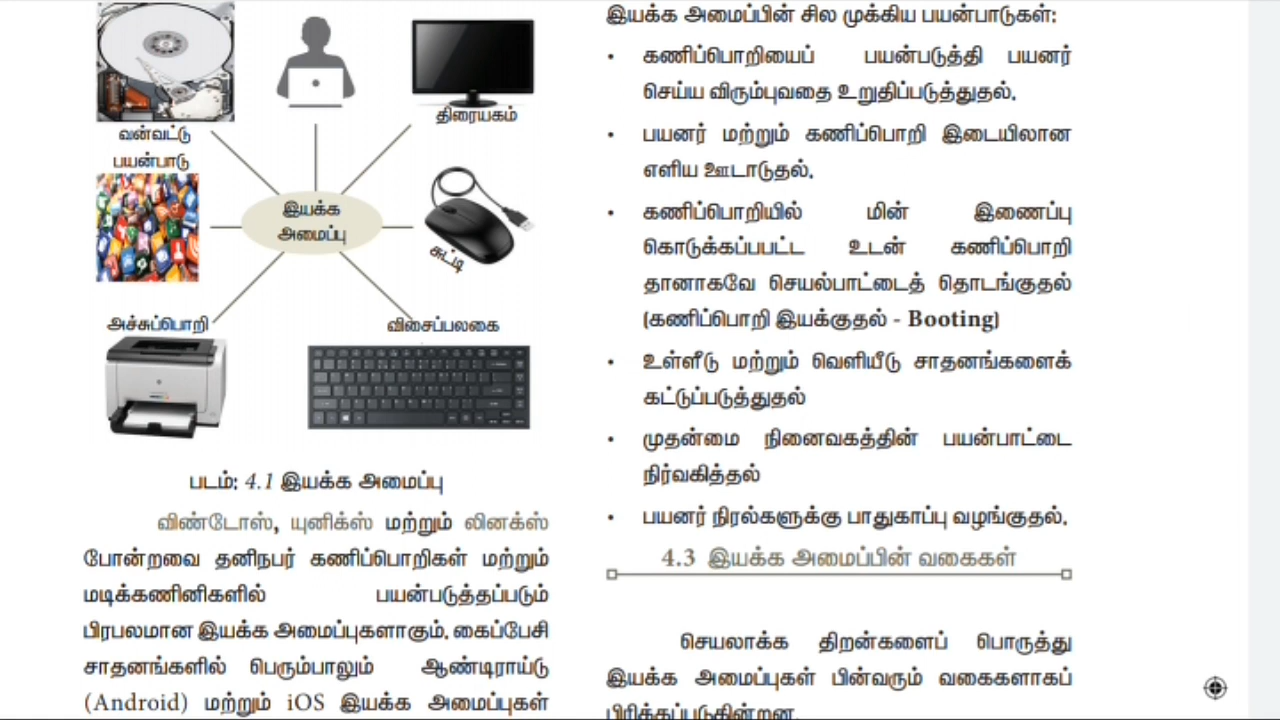 வன்வட்டு
திரையகம்
பயன்பாடு
இயக்க
அமைப்பு
சுட்டி
அச்சுப்பொறி
விசைப்பலகை
படம்: 4.1 இயக்க அமைப்பு
விண்டோஸ், யுனிக்ஸ் மற்றும் லினக்ஸ்
போன்றவை தனிநபர் கணிப்பொறிகள் மற்றும்
மடிக்கணினிகளில் பயன்படுத்தப்படும்
பிரபலமான இயக்க அமைப்புகளாகும். கைப்பேசி
சாதனங்களில் பெரும்பாலும் ஆண்டிராய்டு
(Android) மற்றும் iOS இயக்க அமைப்புகள்
இயக்க அமைப்பின் சில முக்கிய பயன்பாடுகள்:
• கணிப்பொறியைப் பயன்படுத்தி பயனர்
செய்ய விரும்புவதை உறுதிப்படுத்துதல்.
• பயனர் மற்றும் கணிப்பொறி இடையிலான
எளிய ஊடாடுதல்.
• கணிப்பொறியில் மின் இணைப்பு
கொடுக்கப்பபட்ட உடன் கணிப்பொறி
தானாகவே செயல்பாட்டைத் தொடங்குதல்
(கணிப்பொறி இயக்குதல் - Booting)
• உள்ளீடு மற்றும் வெளியீடு சாதனங்களைக்
கட்டுப்படுத்துதல்
• முதன்மை நினைவகத்தின் பயன்பாட்டை
நிர்வகித்தல்
• பயனர் நிரல்களுக்கு பாதுகாப்பு வழங்குதல்.
4.3 இயக்க அமைப்பின் வகைகள்
செயலாக்க திறன்களைப் பொருத்து
இயக்க அமைப்புகள் பின்வரும் வகைகளாகப்
பிரிக்கப்படுகின்றன.